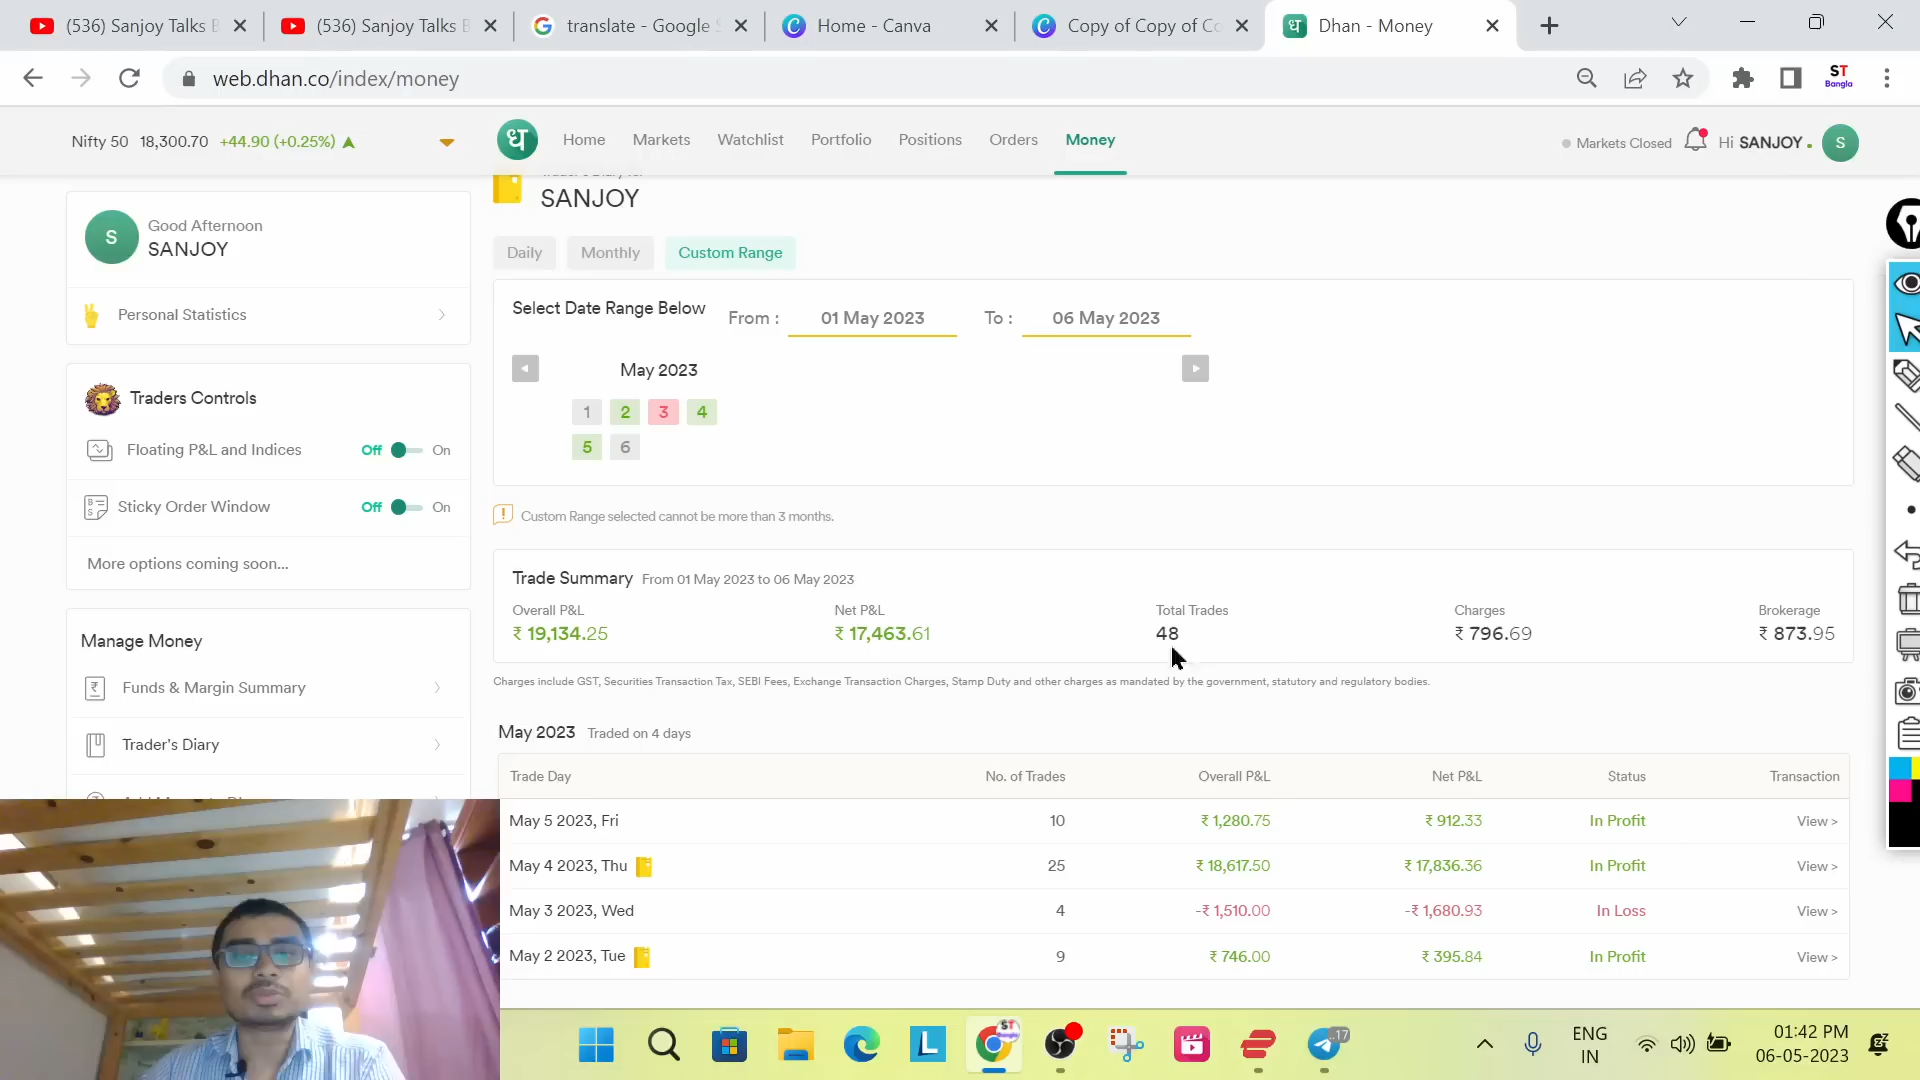 (536) Sanjoy Talks B
(536) Sanjoy Talks B
translate - Google S
Home - Canva
Copy of Copy of Co
Dhan - Money
web.dhan.co/index/money
ST
Bangla
Nifty 50 18,300.70 +44.90 (+0.25%)
ध
Home
Markets
Watchlist
Portfolio
Positions
Orders
Money
Markets Closed
Hi SANJOY
S
S
Good Afternoon
SANJOY
Personal Statistics
Traders Controls
Floating P&L and Indices Off On
Sticky Order Window Off On
More options coming soon...
Manage Money
Funds & Margin Summary
Trader's Diary
SANJOY
Daily
Monthly
Custom Range
Select Date Range Below From : 01 May 2023 To : 06 May 2023
May 2023
1 2 3 4
5 6
Custom Range selected cannot be more than 3 months.
Trade Summary From 01 May 2023 to 06 May 2023
Overall P&L Net P&L Total Trades Charges Brokerage
₹ 19,134.25 ₹ 17,463.61 48 ₹ 796.69 ₹ 873.95
Charges include GST, Securities Transaction Tax, SEBI Fees, Exchange Transaction Charges, Stamp Duty and other charges as mandated by the government, statutory and regulatory bodies.
May 2023 Traded on 4 days
Trade Day No. of Trades Overall P&L Net P&L Status Transaction
May 5 2023, Fri 10 ₹ 1,280.75 ₹ 912.33 In Profit View >
May 4 2023, Thu 25 ₹ 18,617.50 ₹ 17,836.36 In Profit View >
May 3 2023, Wed 4 -₹ 1,510.00 -₹ 1,680.93 In Loss View >
May 2 2023, Tue 9 ₹ 746.00 ₹ 395.84 In Profit View >
ST
L
17
ENG
IN
01:42 PM
06-05-2023